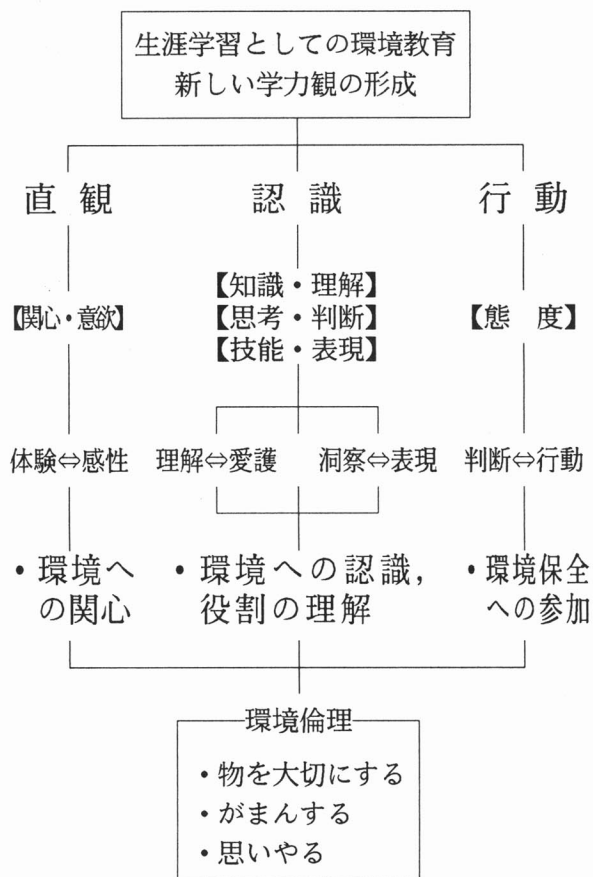 生涯学習としての環境教育
新しい学力観の形成
直観
認識
行動
【関心・意欲】
【知識・理解】
【思考・判断】
【技能・表現】
【態 度】
体験⇔感性
理解⇔愛護
洞察⇔表現
判断⇔行動
・環境へ
の関心
・環境への認識，
役割の理解
・環境保全
への参加
環境倫理
・物を大切にする
・がまんする
・思いやる